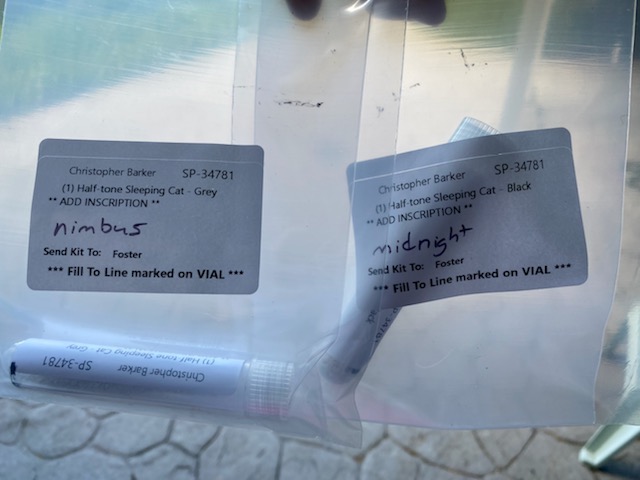 Christopher Barker SP-34781
(1) Half-tone Sleeping Cat - Grey
** ADD INSCRIPTION **
nimbus
Send Kit To: Foster
*** Fill To Line marked on VIAL ***
Christopher Barker SP-34781
(1) Half-tone Sleeping Cat - Black
** ADD INSCRIPTION **
midnight
Send Kit To: Foster
*** Fill To Line marked on VIAL ***
Christopher Barker SP-34781
(1) Half-tone Sleeping Cat - Grey
SP-34781